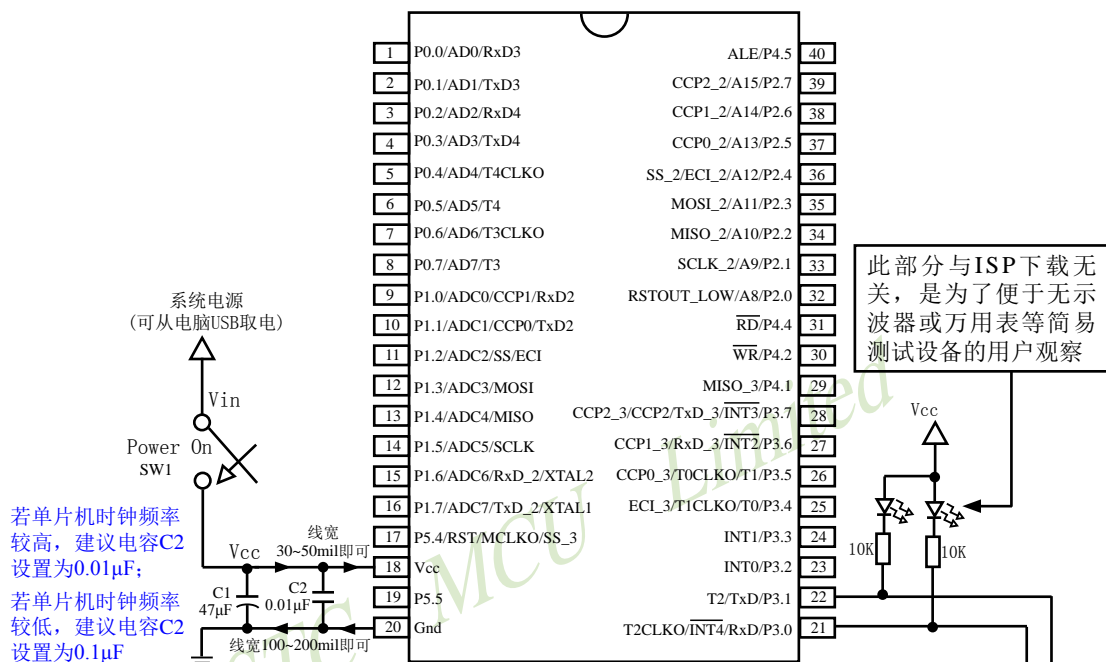 1 P0.0/AD0/RxD3
2 P0.1/AD1/TxD3
3 P0.2/AD2/RxD4
4 P0.3/AD3/TxD4
5 P0.4/AD4/T4CLKO
6 P0.5/AD5/T4
7 P0.6/AD6/T3CLKO
8 P0.7/AD7/T3
9 P1.0/ADC0/CCP1/RxD2
10 P1.1/ADC1/CCP0/TxD2
11 P1.2/ADC2/SS/ECI
12 P1.3/ADC3/MOSI
13 P1.4/ADC4/MISO
14 P1.5/ADC5/SCLK
15 P1.6/ADC6/RxD_2/XTAL2
16 P1.7/ADC7/TxD_2/XTAL1
17 P5.4/RST/MCLKO/SS_3
18 Vcc
19 P5.5
20 Gnd
ALE/P4.5 40
CCP2_2/A15/P2.7 39
CCP1_2/A14/P2.6 38
CCP0_2/A13/P2.5 37
SS_2/ECI_2/A12/P2.4 36
MOSI_2/A11/P2.3 35
MISO_2/A10/P2.2 34
SCLK_2/A9/P2.1 33
RSTOUT_LOW/A8/P2.0 32
RD/P4.4 31
WR/P4.2 30
MISO_3/P4.1 29
CCP2_3/CCP2/TxD_3/INT3/P3.7 28
CCP1_3/RxD_3/INT2/P3.6 27
CCP0_3/T0CLKO/T1/P3.5 26
ECI_3/T1CLKO/T0/P3.4 25
INT1/P3.3 24
INT0/P3.2 23
T2/TxD/P3.1 22
T2CLKO/INT4/RxD/P3.0 21
系统电源
(可从电脑USB取电)
Vin
Power On
SW1
若单片机时钟频率
较高，建议电容C2
设置为0.01μF;
若单片机时钟频率
较低，建议电容C2
设置为0.1μF
Vcc
线宽
30~50mil即可
C1
47μF
C2
0.01μF
线宽100~200mil即可
此部分与ISP下载无
关，是为了便于无示
波器或万用表等简易
测试设备的用户观察
Vcc
10K
10K
STC MCU Limited